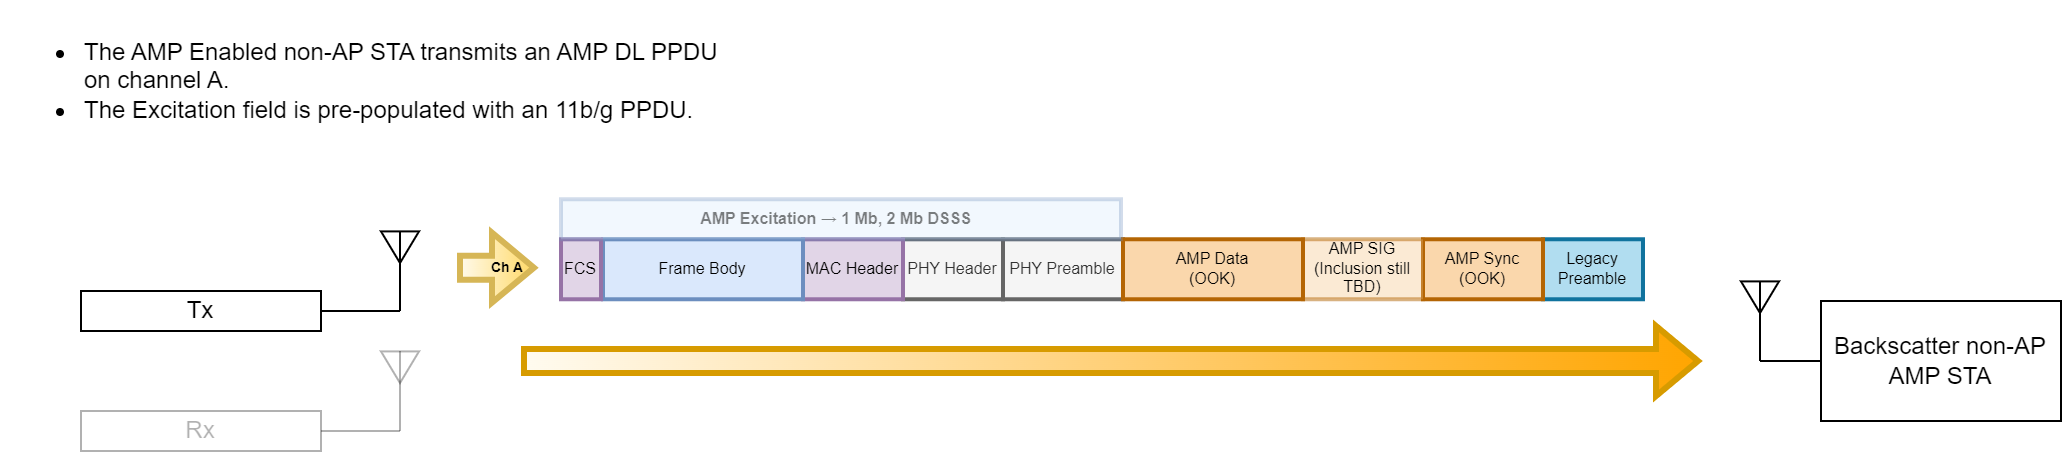 • The AMP Enabled non-AP STA transmits an AMP DL PPDU
on channel A.
• The Excitation field is pre-populated with an 11b/g PPDU.
AMP Excitation → 1 Mb, 2 Mb DSSS
Ch A
FCS
Frame Body
MAC Header
PHY Header
PHY Preamble
AMP Data
(OOK)
AMP SIG
(Inclusion still
TBD)
AMP Sync
(OOK)
Legacy
Preamble
Tx
Rx
Backscatter non-AP
AMP STA